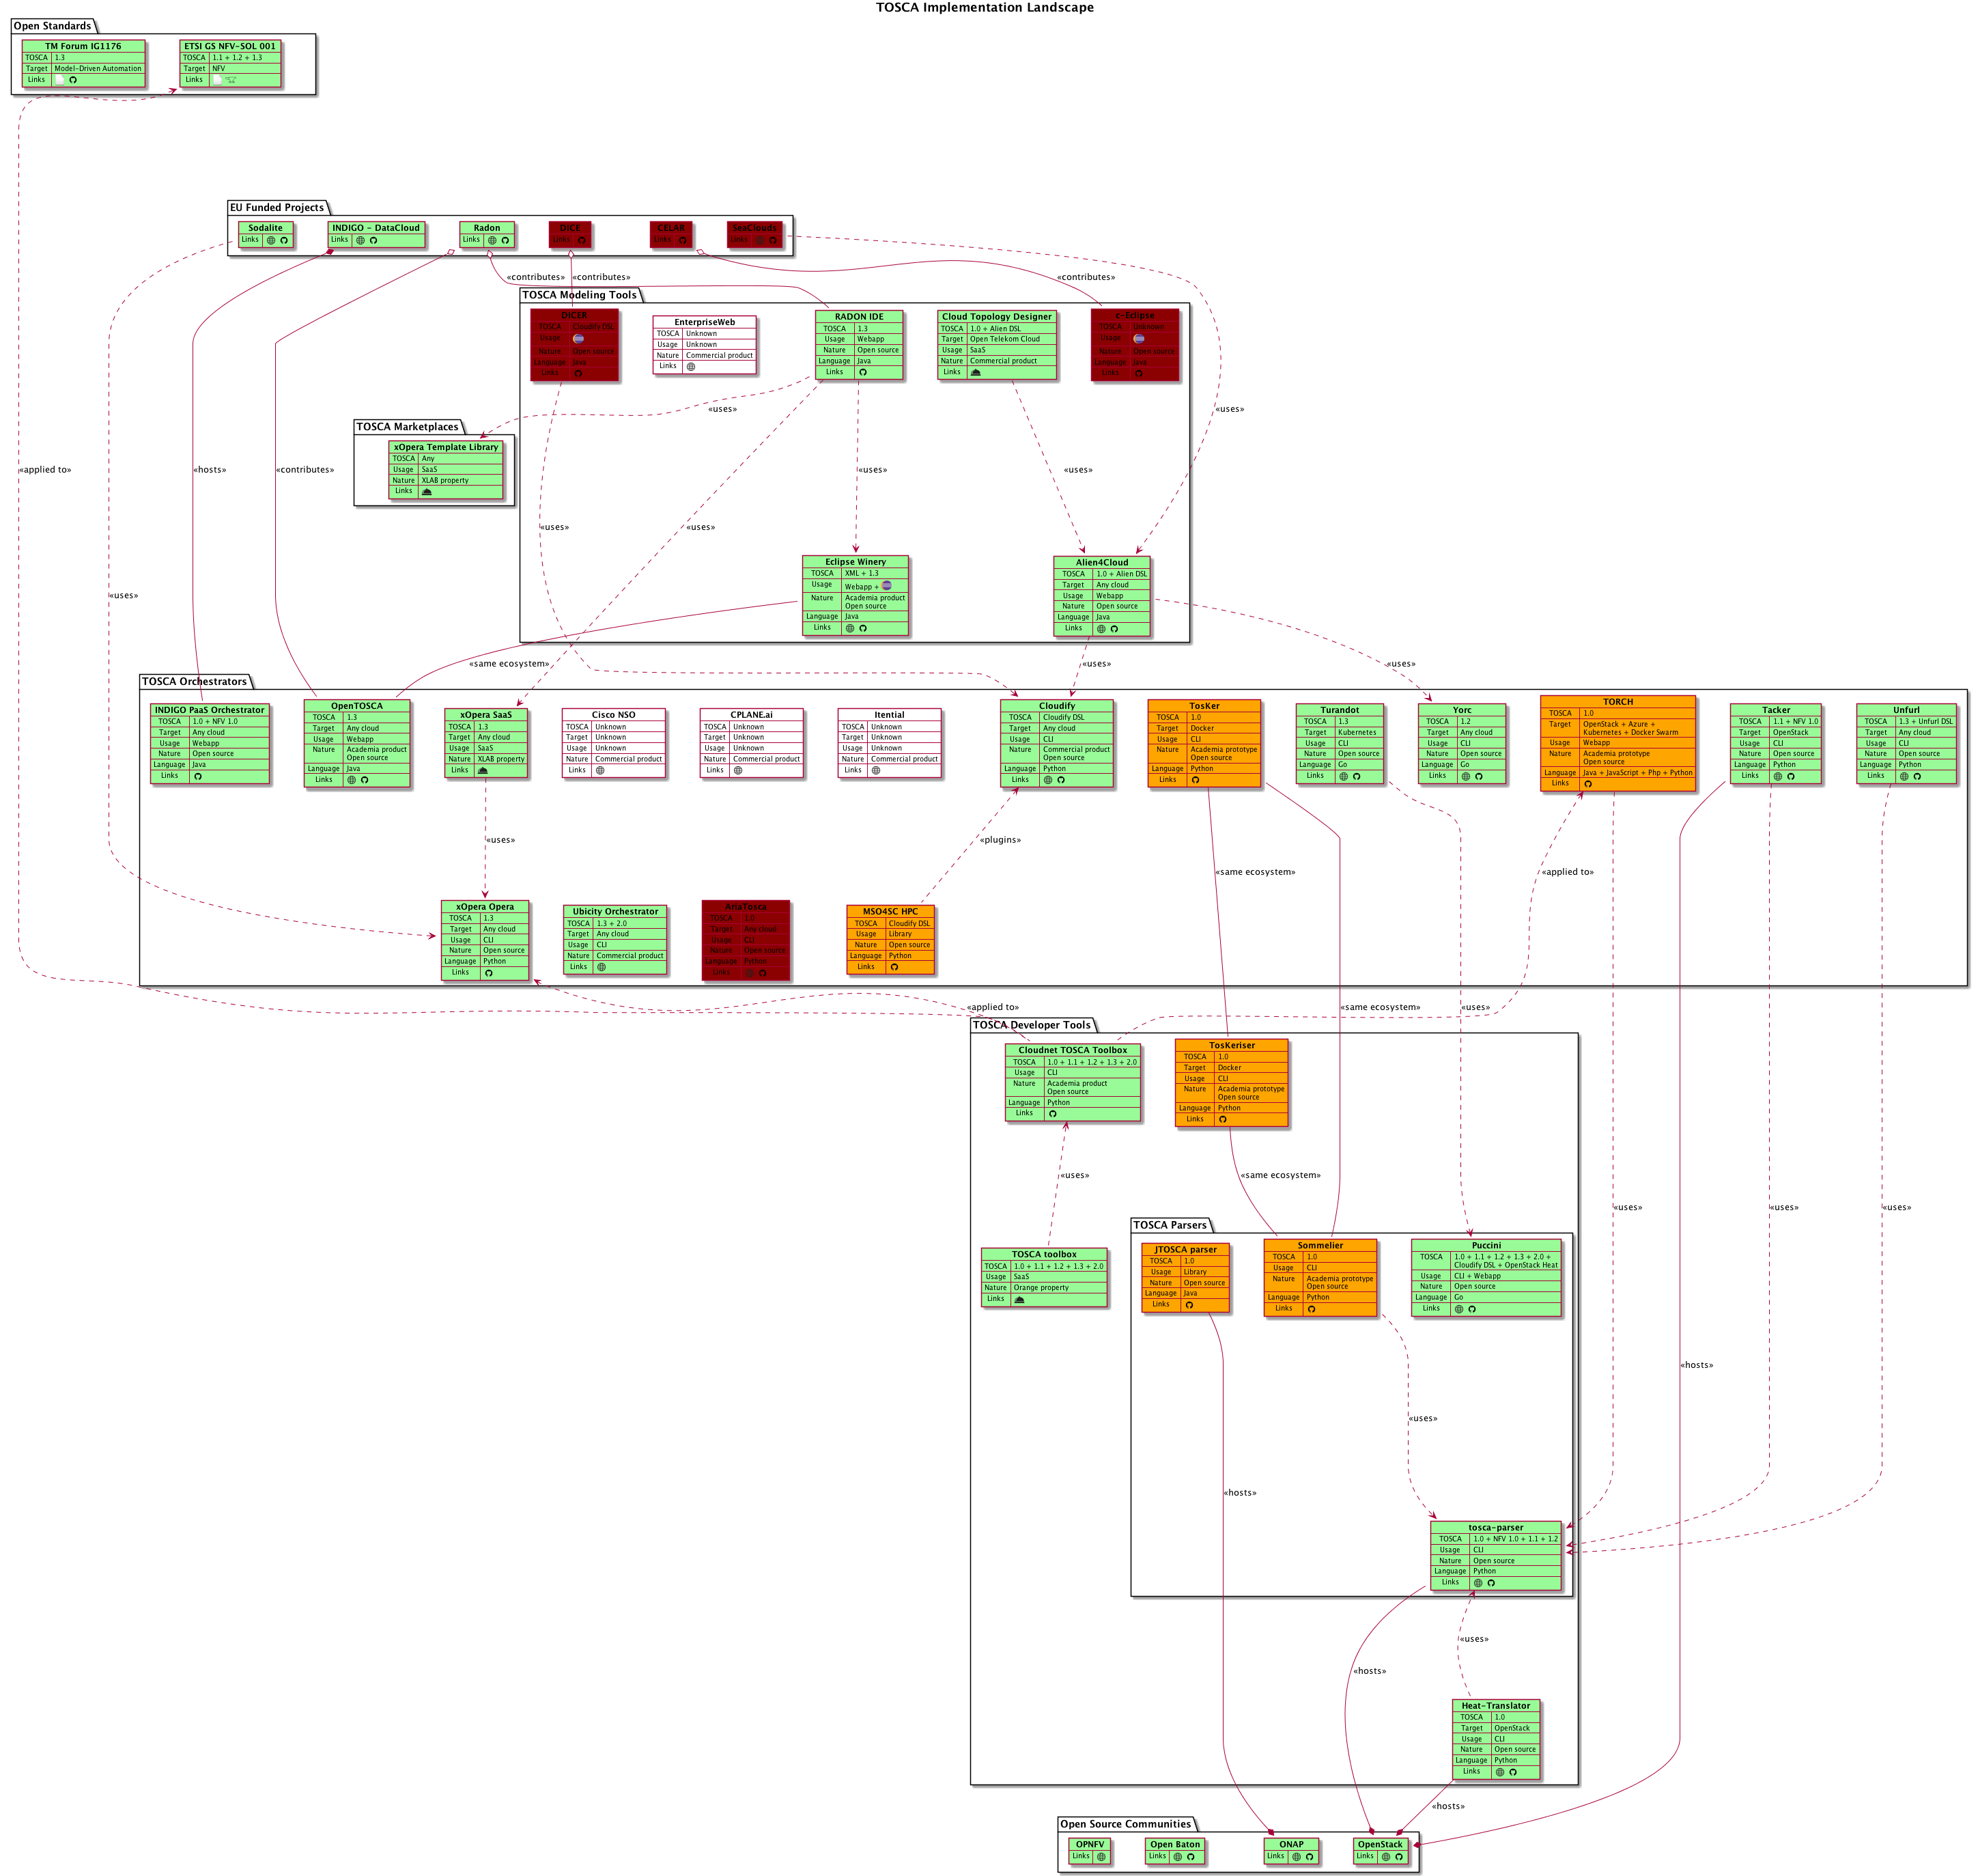 TOSCA Implementation Landscape
Open Standards
TM Forum IG1176
TOSCA 1.3
Target Model-Driven Automation
Links
ETSI GS NFV-SOL 001
TOSCA 1.1 + 1.2 + 1.3
Target NFV
Links
EU Funded Projects
Sodalite
Links
INDIGO - DataCloud
Links
Radon
Links
DICE
Links
CELAR
Links
SeaClouds
Links
«contributes»
«contributes»
«contributes»
TOSCA Modeling Tools
DICER
TOSCA Cloudify DSL
Usage
Nature Open source
Language Java
Links
EnterpriseWeb
TOSCA Unknown
Usage Unknown
Nature Commercial product
Links
RADON IDE
TOSCA 1.3
Usage Webapp
Nature Open source
Language Java
Links
Cloud Topology Designer
TOSCA 1.0 + Alien DSL
Target Open Telekom Cloud
Usage SaaS
Nature Commercial product
Links
c-Eclipse
TOSCA Unknown
Usage
Nature Open source
Language Java
Links
«uses»
«uses»
TOSCA Marketplaces
xOpera Template Library
TOSCA Any
Usage SaaS
Nature XLAB property
Links
«applied to»
«hosts»
«contributes»
«uses»
«uses»
«uses»
«uses»
«uses»
Eclipse Winery
TOSCA XML + 1.3
Usage Webapp +
Nature Academia product
Open source
Language Java
Links
Alien4Cloud
TOSCA 1.0 + Alien DSL
Target Any cloud
Usage Webapp
Nature Open source
Language Java
Links
«same ecosystem»
«uses»
«uses»
TOSCA Orchestrators
INDIGO PaaS Orchestrator
TOSCA 1.0 + NFV 1.0
Target Any cloud
Usage Webapp
Nature Open source
Language Java
Links
OpenTOSCA
TOSCA 1.3
Target Any cloud
Usage Webapp
Nature Academia product
Open source
Language Java
Links
xOpera SaaS
TOSCA 1.3
Target Any cloud
Usage SaaS
Nature XLAB property
Links
Cisco NSO
TOSCA Unknown
Target Unknown
Usage Unknown
Nature Commercial product
Links
CPLANE.ai
TOSCA Unknown
Target Unknown
Usage Unknown
Nature Commercial product
Links
Itential
TOSCA Unknown
Target Unknown
Usage Unknown
Nature Commercial product
Links
Cloudify
TOSCA Cloudify DSL
Target Any cloud
Usage CLI
Nature Commercial product
Open source
Language Python
Links
TosKer
TOSCA 1.0
Target Docker
Usage CLI
Nature Academia prototype
Open source
Language Python
Links
Turandot
TOSCA 1.3
Target Kubernetes
Usage CLI
Nature Open source
Language Go
Links
Yorc
TOSCA 1.2
Target Any cloud
Usage CLI
Nature Open source
Language Go
Links
TORCH
TOSCA 1.0
Target OpenStack + Azure +
Kubernetes + Docker Swarm
Usage Webapp
Nature Academia prototype
Open source
Language Java + JavaScript + Php + Python
Links
Tacker
TOSCA 1.1 + NFV 1.0
Target OpenStack
Usage CLI
Nature Open source
Language Python
Links
Unfurl
TOSCA 1.3 + Unfurl DSL
Target Any cloud
Usage CLI
Nature Open source
Language Python
Links
«uses»
«plugins»
«same ecosystem»
«applied to»
xOpera Opera
TOSCA 1.3
Target Any cloud
Usage CLI
Nature Open source
Language Python
Links
Ubicity Orchestrator
TOSCA 1.3 + 2.0
Target Any cloud
Usage CLI
Nature Commercial product
Links
AriaTosca
TOSCA 1.0
Target Any cloud
Usage CLI
Nature Open source
Language Python
Links
MSO4SC HPC
TOSCA Cloudify DSL
Usage Library
Nature Open source
Language Python
Links
«applied to»
«same ecosystem»
«uses»
TOSCA Developer Tools
Cloudnet TOSCA Toolbox
TOSCA 1.0 + 1.1 + 1.2 + 1.3 + 2.0
Usage CLI
Nature Academia product
Open source
Language Python
Links
TosKeriser
TOSCA 1.0
Target Docker
Usage CLI
Nature Academia prototype
Open source
Language Python
Links
«uses»
«same ecosystem»
«uses»
«uses»
«uses»
TOSCA Parsers
TOSCA toolbox
TOSCA 1.0 + 1.1 + 1.2 + 1.3 + 2.0
Usage SaaS
Nature Orange property
Links
JTOSCA parser
TOSCA 1.0
Usage Library
Nature Open source
Language Java
Links
Sommelier
TOSCA 1.0
Usage CLI
Nature Academia prototype
Open source
Language Python
Links
Puccini
TOSCA 1.0 + 1.1 + 1.2 + 1.3 + 2.0 +
Cloudify DSL + OpenStack Heat
Usage CLI + Webapp
Nature Open source
Language Go
Links
«hosts»
«uses»
«hosts»
tosca-parser
TOSCA 1.0 + NFV 1.0 + 1.1 + 1.2
Usage CLI
Nature Open source
Language Python
Links
«uses»
«hosts»
Heat-Translator
TOSCA 1.0
Target OpenStack
Usage CLI
Nature Open source
Language Python
Links
«hosts»
Open Source Communities
OPNFV
Links
Open Baton
Links
ONAP
Links
OpenStack
Links